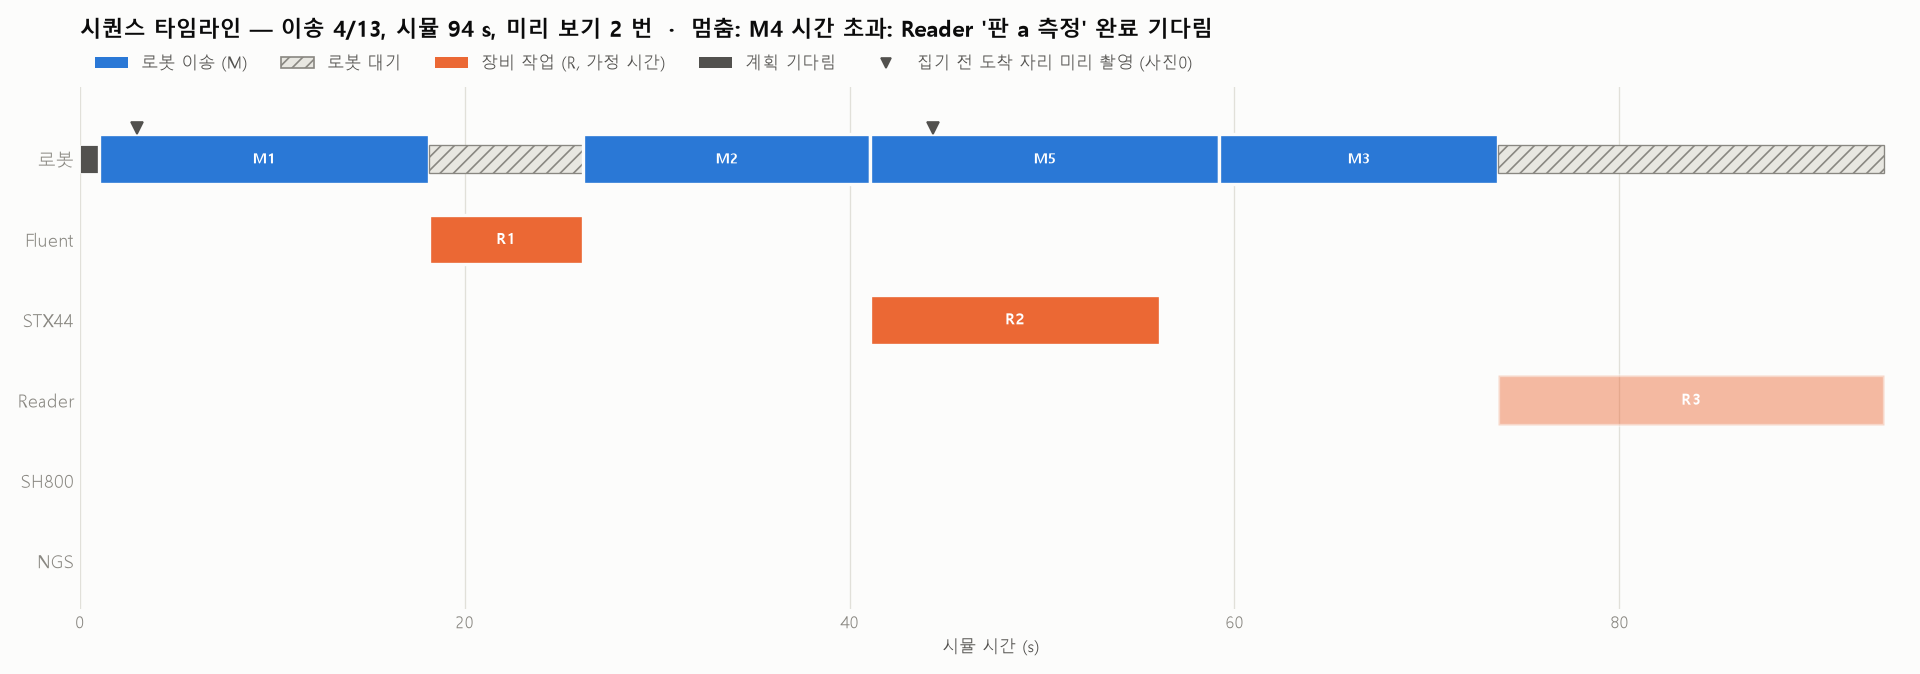 시퀀스 타임라인 — 이송 4/13, 시뮬 94 s, 미리 보기 2 번 · 멈춤: M4 시간 초과: Reader '판 a 측정' 완료 기다림
로봇 이송 (M) 로봇 대기 장비 작업 (R, 가정 시간) 계획 기다림 집기 전 도착 자리 미리 촬영 (사진0)
로봇 M1 M2 M5 M3
Fluent R1
STX44 R2
Reader R3
SH800
NGS
0 20 40 60 80
시뮬 시간 (s)